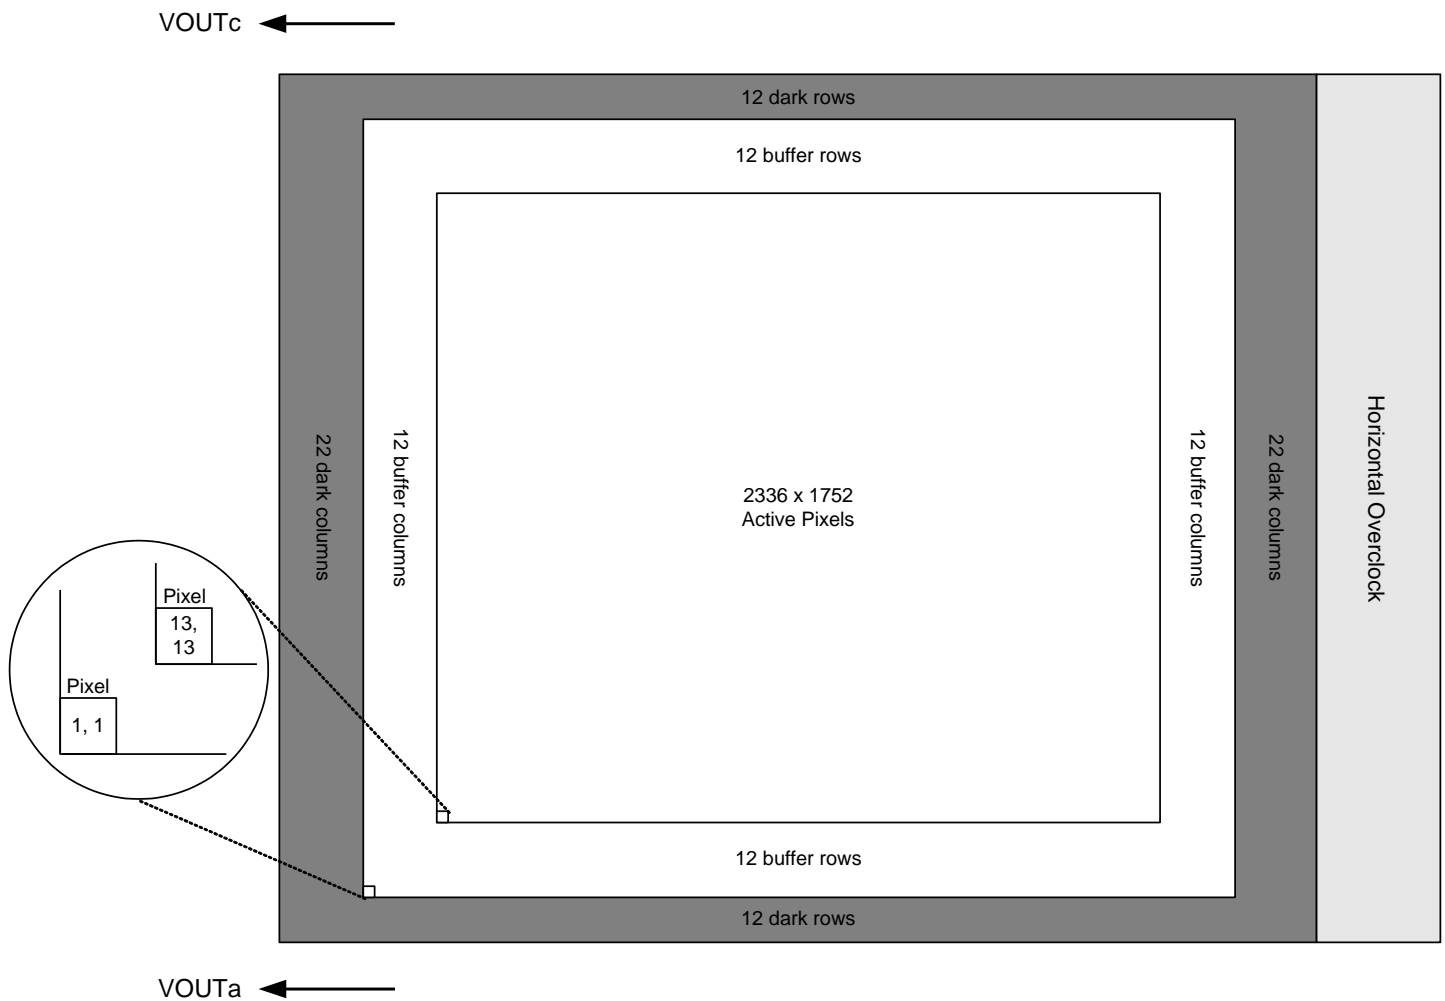 VOUTc
12 dark rows
12 buffer rows
22 dark columns
12 buffer columns
2336 x 1752
Active Pixels
12 buffer columns
22 dark columns
Horizontal Overclock
Pixel
13,
13
Pixel
1, 1
12 buffer rows
12 dark rows
VOUTa